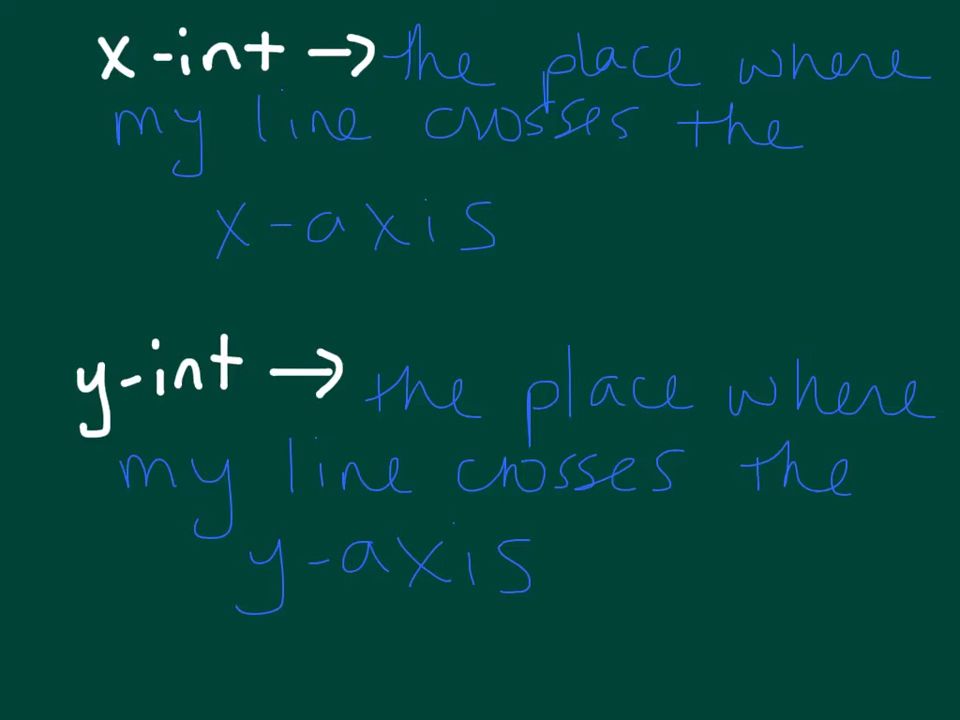 x-int → the place where
my line crosses the
x-axis
y-int → the place where
my line crosses the
y-axis